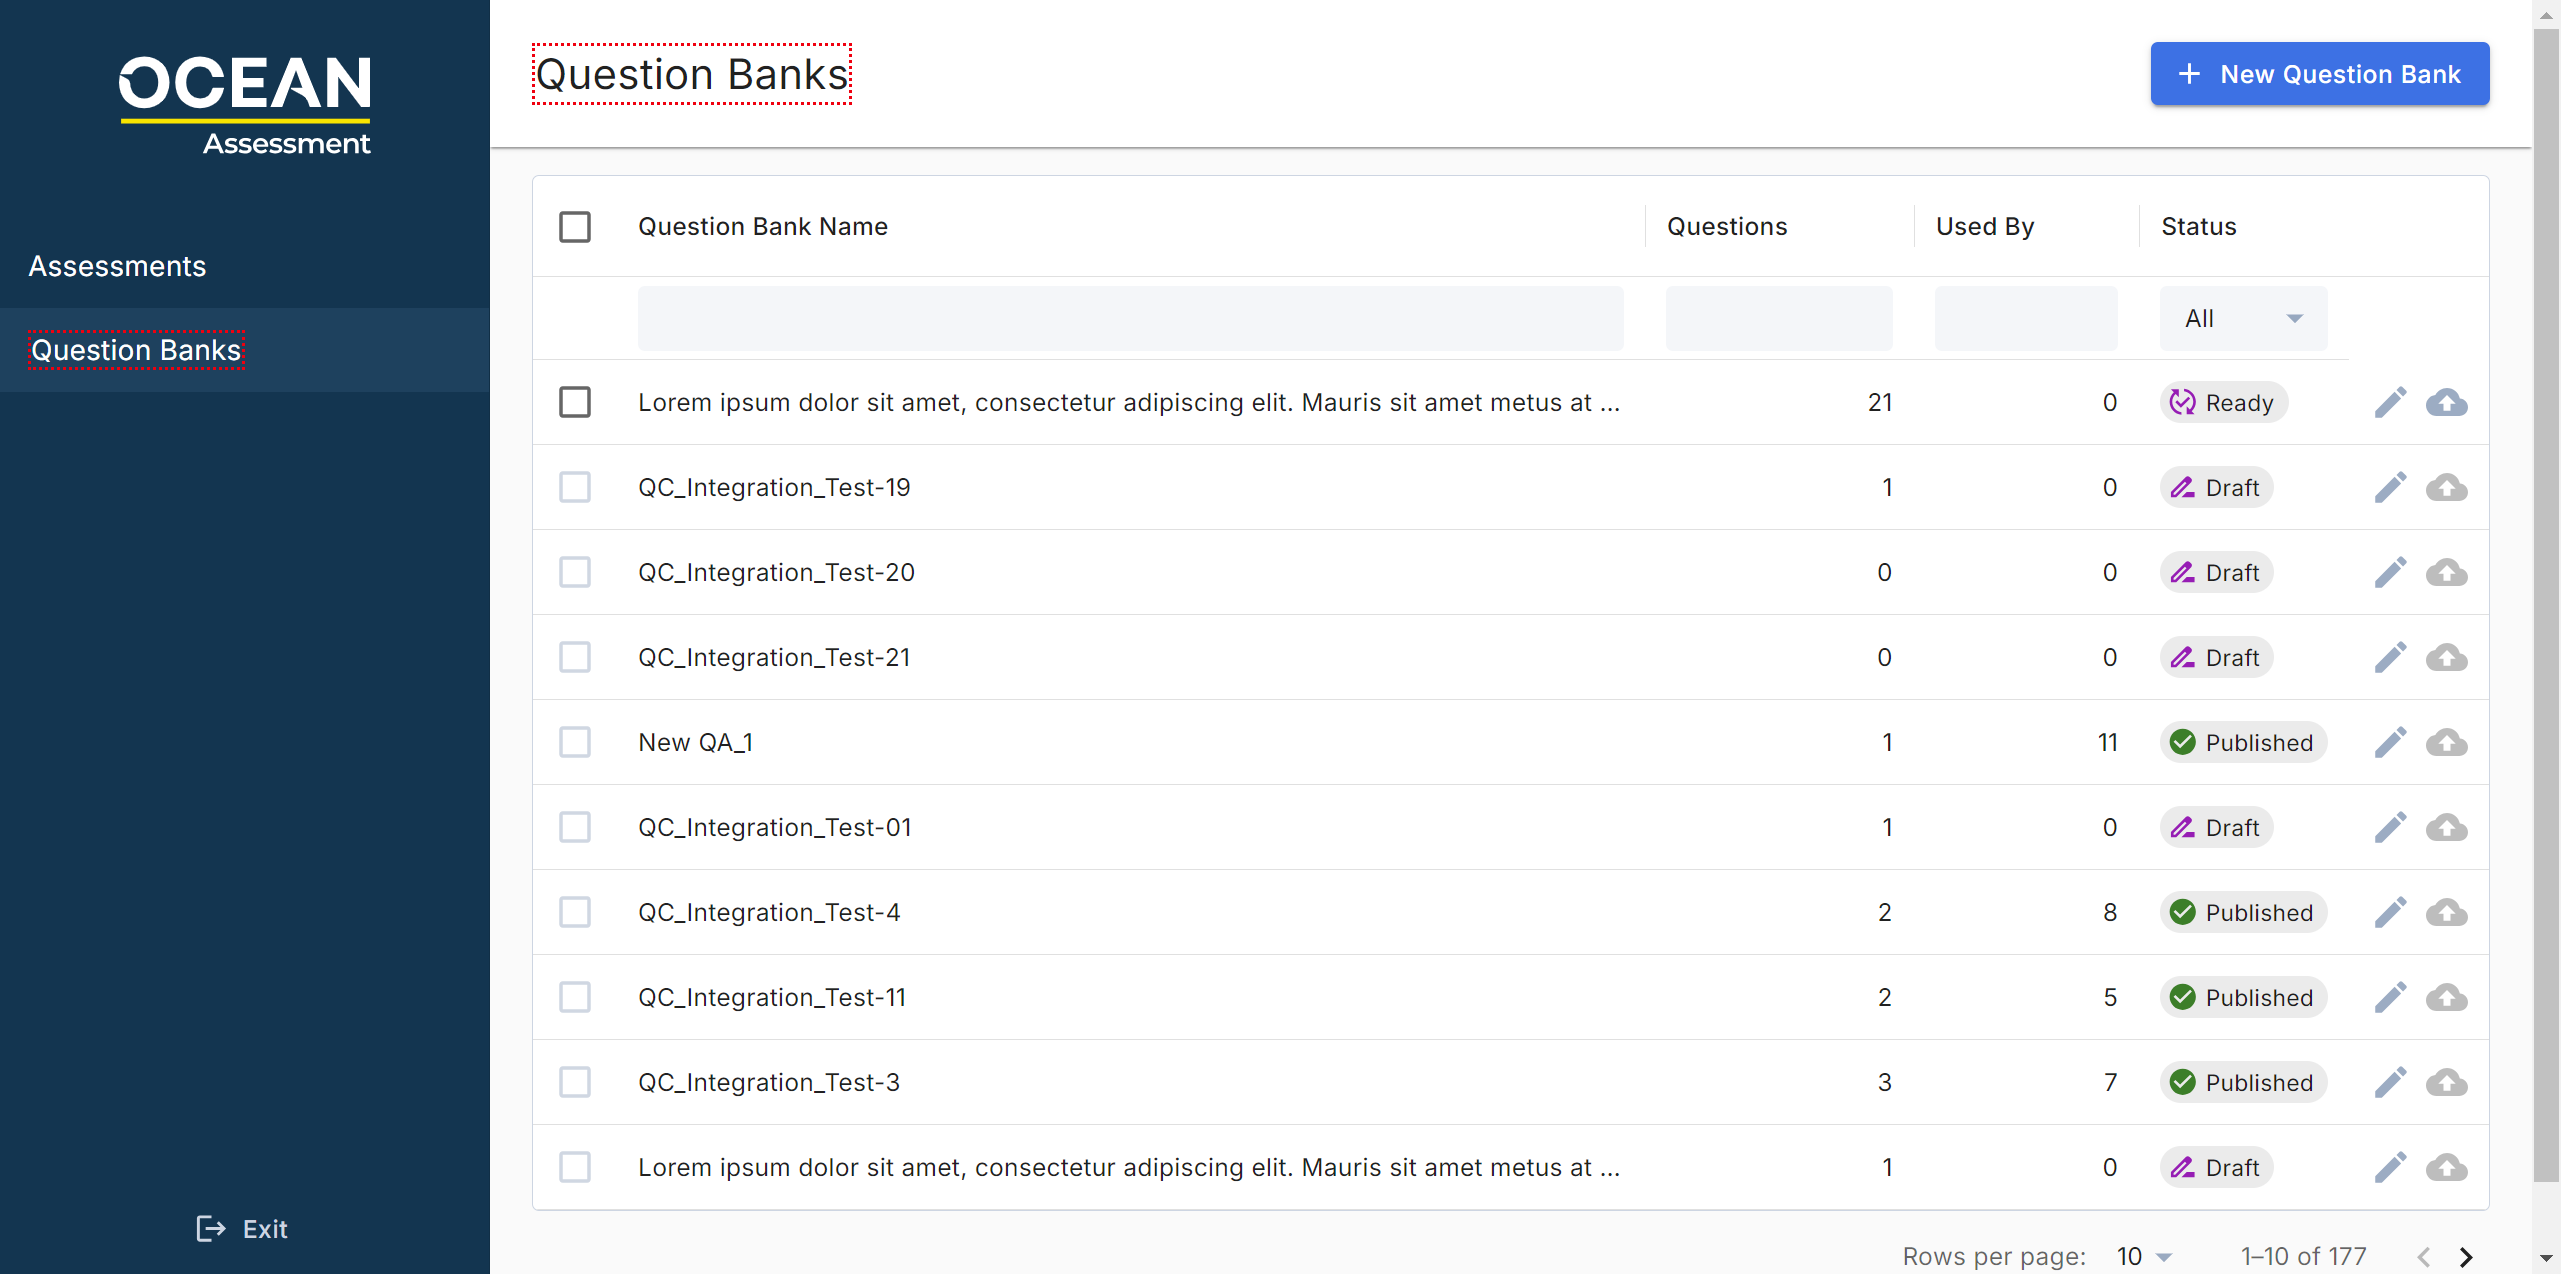 OCEAN
Assessment
Assessments
Question Banks
Exit
Question Banks
New Question Bank
Question Bank Name Questions Used By Status
All
Lorem ipsum dolor sit amet, consectetur adipiscing elit. Mauris sit amet metus at ... 21 0 Ready
QC_Integration_Test-19 1 0 Draft
QC_Integration_Test-20 0 0 Draft
QC_Integration_Test-21 0 0 Draft
New QA_1 1 11 Published
QC_Integration_Test-01 1 0 Draft
QC_Integration_Test-4 2 8 Published
QC_Integration_Test-11 2 5 Published
QC_Integration_Test-3 3 7 Published
Lorem ipsum dolor sit amet, consectetur adipiscing elit. Mauris sit amet metus at ... 1 0 Draft
Rows per page: 10 1–10 of 177